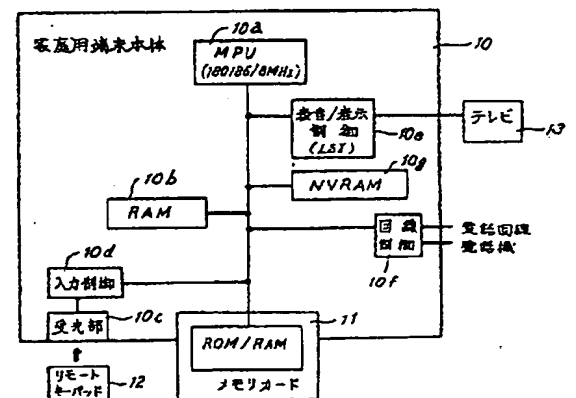 家庭用端末本体
10a
MPU
(180186/8MHz)
10
発音/表示
制御
(LSI)
10e
テレビ
13
10g
NVRAM
10b
RAM
回線
制御
10f
電話回線
電話機
10d
入力制御
受光部
10c
11
ROM/RAM
メモリカード
リモート
キーパッド
12